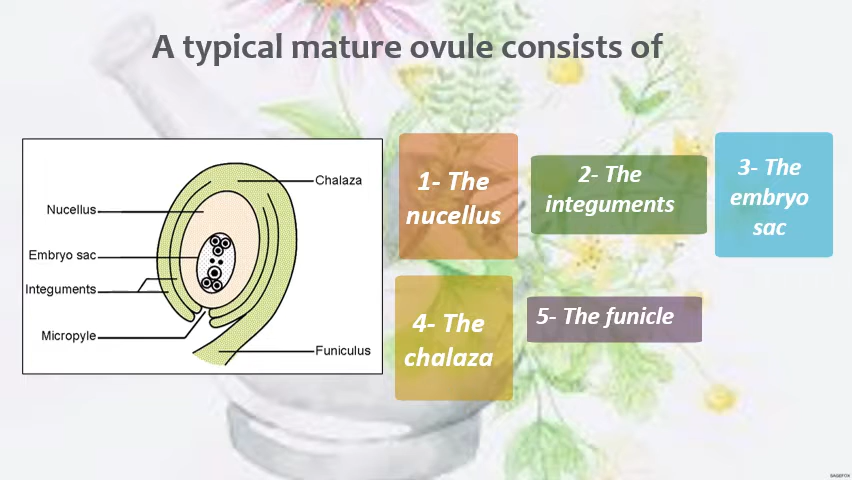 A typical mature ovule consists of
Chalaza
Nucellus
Embryo sac
Integuments
Micropyle
Funiculus
1- The
nucellus
2- The
integuments
3- The
embryo
sac
4- The
chalaza
5- The funicle
SAGEFOX